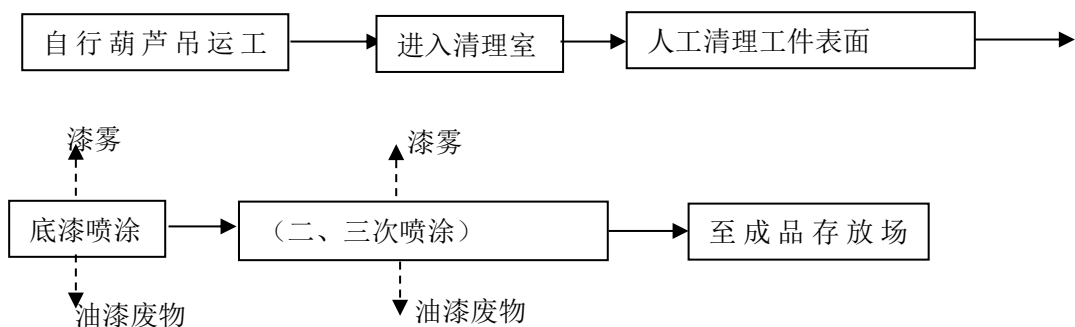 自行葫芦吊运工
进入清理室
人工清理工件表面
漆雾
漆雾
底漆喷涂
（二、三次喷涂）
至成品存放场
油漆废物
油漆废物